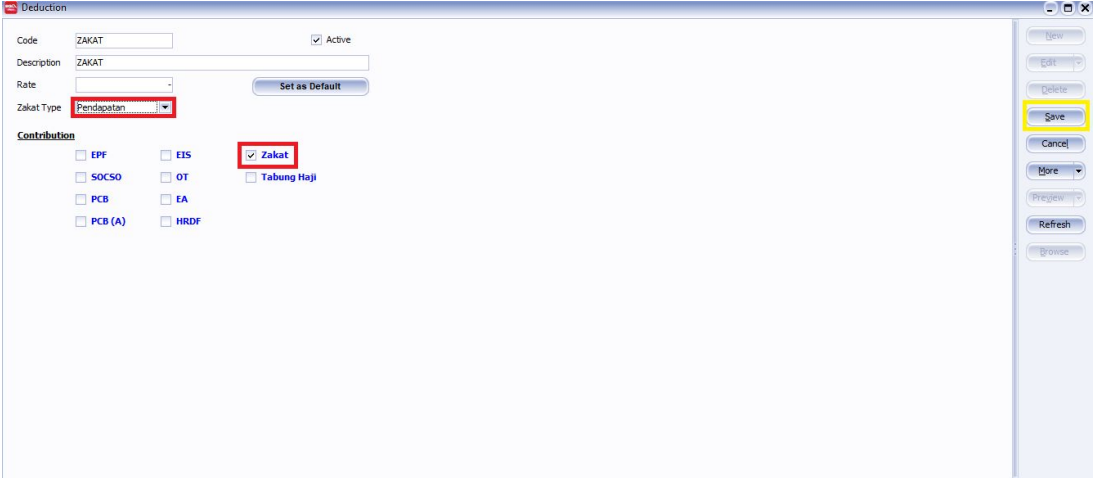 Deduction
Code ZAKAT Active
Description ZAKAT
Rate Set as Default
Zakat Type Pendapatan
Contribution
EPF EIS Zakat
SOCSO OT Tabung Haji
PCB EA
PCB (A) HRDF
New
Edit
Delete
Save
Cancel
More
Preview
Refresh
Browse